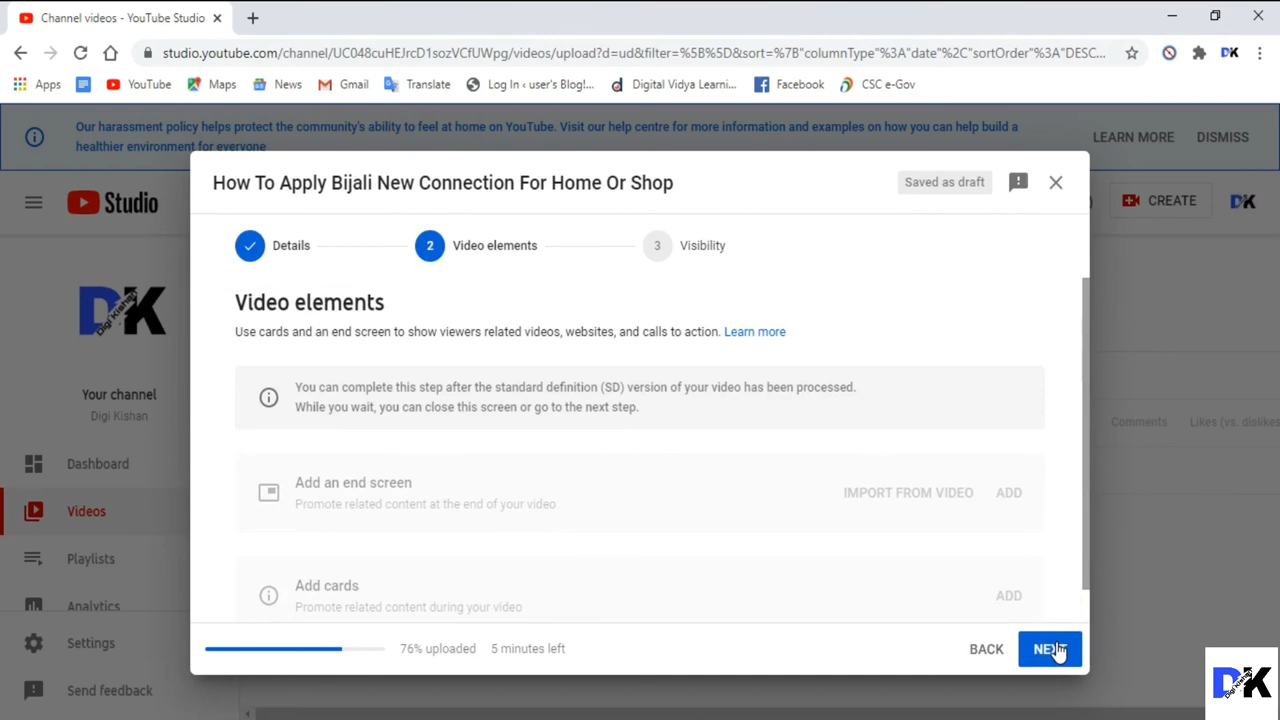 Channel videos - YouTube Studio
studio.youtube.com/channel/UC048cuHEJrcD1sozVCfUWpg/videos/upload?d=ud&filter=%5B%5D&sort=%7B"columnType"%3A"date"%2C"sortOrder"%3A"DESC...
DK
Apps YouTube Maps News Gmail Translate Log In ‹ user's Blog!... Digital Vidya Learni... Facebook CSC e-Gov
Our harassment policy helps protect the community's ability to feel at home on YouTube. Visit our help centre for more information and examples on how you can help build a
healthier environment for everyone
LEARN MORE DISMISS
Studio
CREATE
DK
How To Apply Bijali New Connection For Home Or Shop
Saved as draft
Details 2 Video elements 3 Visibility
Video elements
Use cards and an end screen to show viewers related videos, websites, and calls to action. Learn more
You can complete this step after the standard definition (SD) version of your video has been processed.
While you wait, you can close this screen or go to the next step.
Add an end screen
Promote related content at the end of your video
IMPORT FROM VIDEO ADD
Add cards
Promote related content during your video
ADD
76% uploaded 5 minutes left
BACK NEXT
DK
Digi Kishan
Your channel
Digi Kishan
Dashboard
Videos
Playlists
Analytics
Settings
Send feedback
Comments Likes (vs. dislikes
DK
Digi Kishan